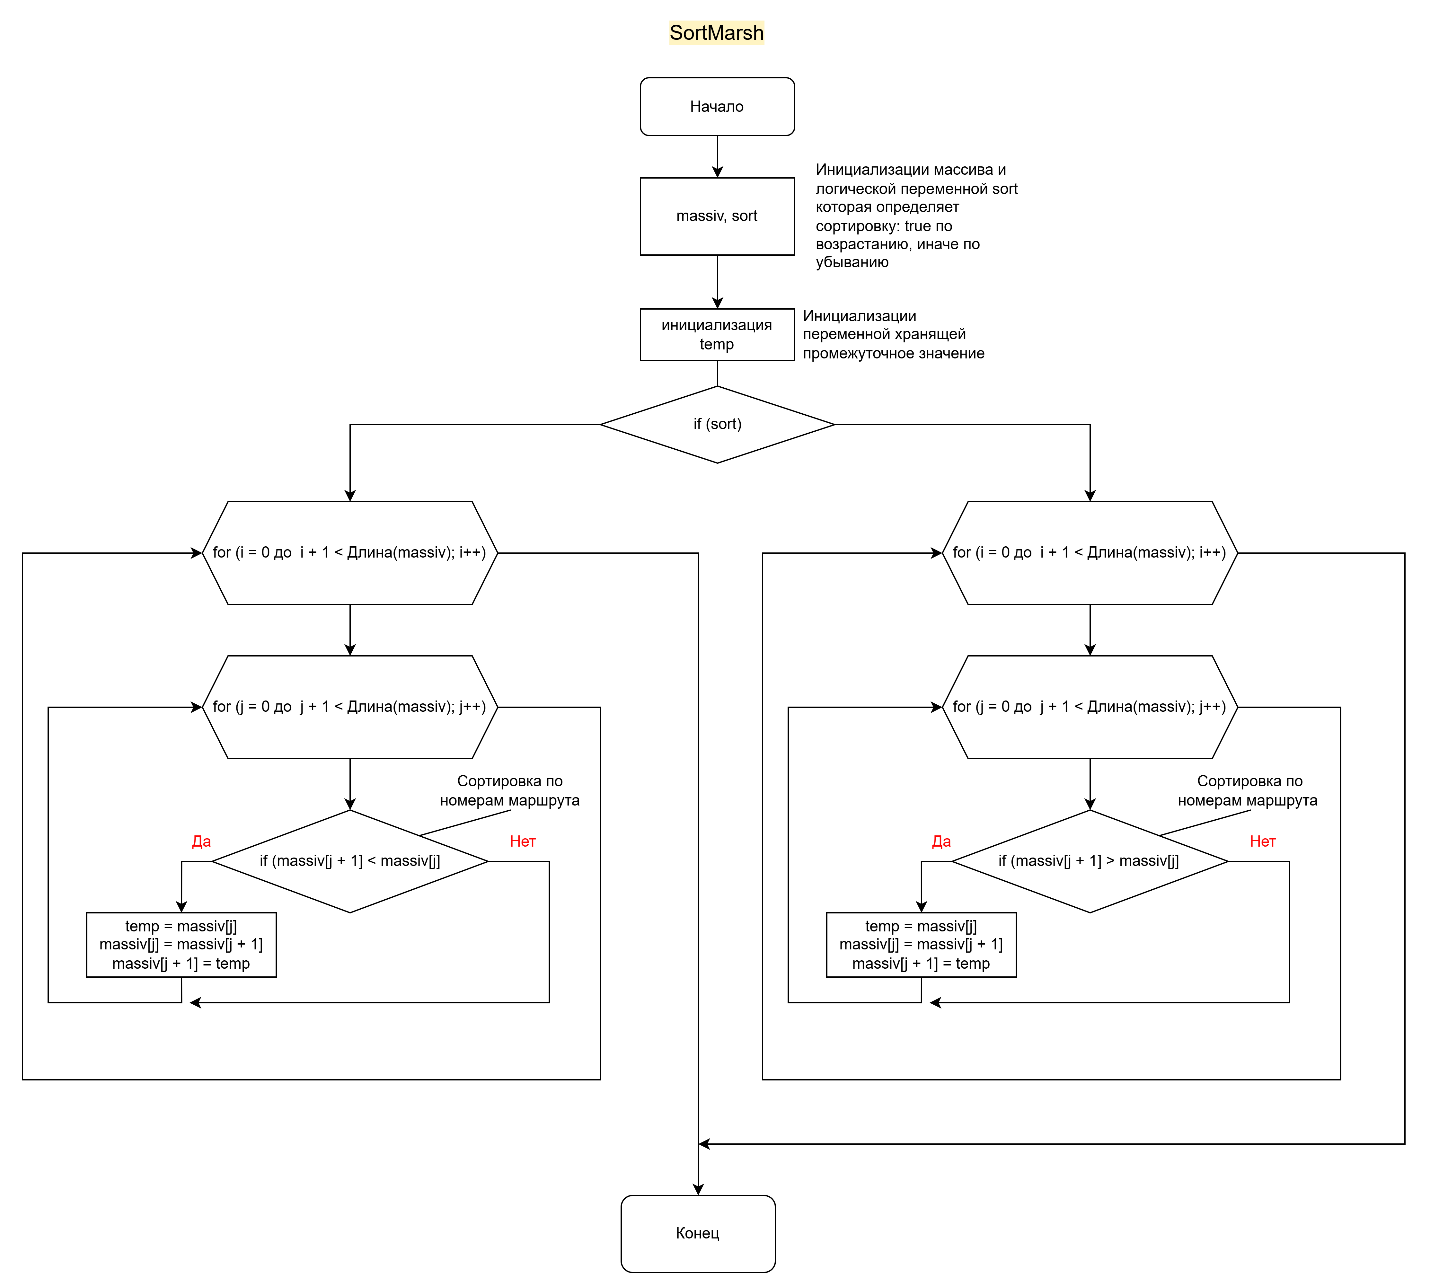 SortMarsh
Начало
massiv, sort
Инициализации массива и
логической переменной sort
которая определяет
сортировку: true по
возрастанию, иначе по
убыванию
инициализация
temp
Инициализации
переменной хранящей
промежуточное значение
if (sort)
for (i = 0 до  i + 1 < Длина(massiv); i++)
for (i = 0 до  i + 1 < Длина(massiv); i++)
for (j = 0 до  j + 1 < Длина(massiv); j++)
for (j = 0 до  j + 1 < Длина(massiv); j++)
Сортировка по
номерам маршрута
Да
if (massiv[j + 1] < massiv[j]
Нет
temp = massiv[j]
massiv[j] = massiv[j + 1]
massiv[j + 1] = temp
Сортировка по
номерам маршрута
Да
if (massiv[j + 1] > massiv[j]
Нет
temp = massiv[j]
massiv[j] = massiv[j + 1]
massiv[j + 1] = temp
Конец